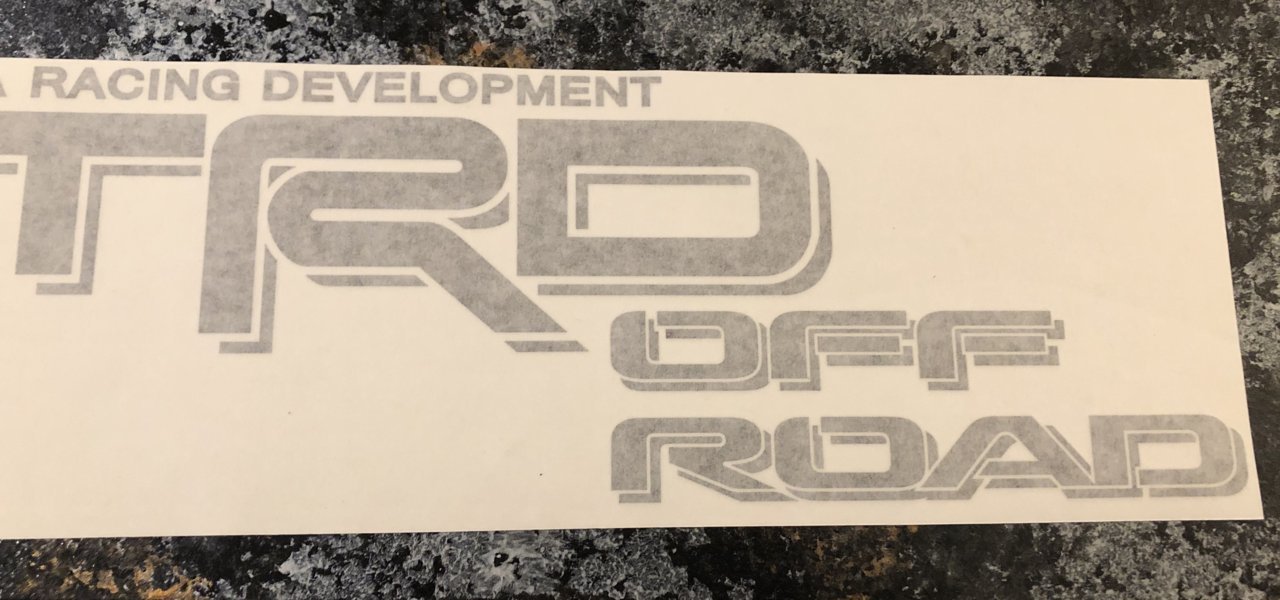 A RACING DEVELOPMENT
TRD
OFF
ROAD